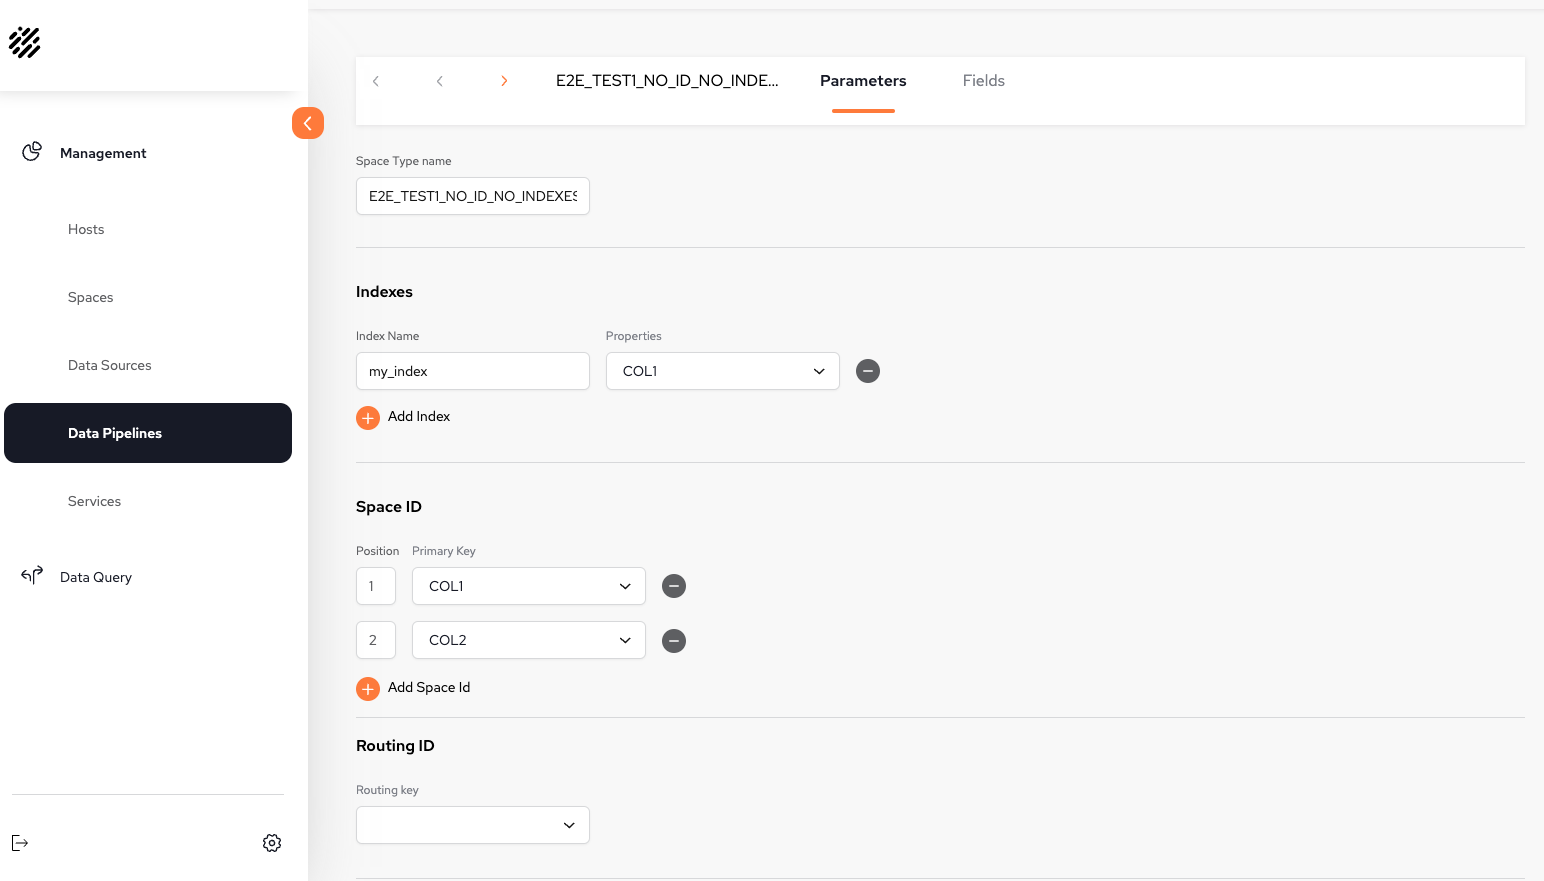 Management
Hosts
Spaces
Data Sources
Data Pipelines
Services
Data Query
E2E_TEST1_NO_ID_NO_INDE...
Parameters
Fields
Space Type name
E2E_TEST1_NO_ID_NO_INDEXES
Indexes
Index Name Properties
my_index COL1
Add Index
Space ID
Position Primary Key
1 COL1
2 COL2
Add Space Id
Routing ID
Routing key